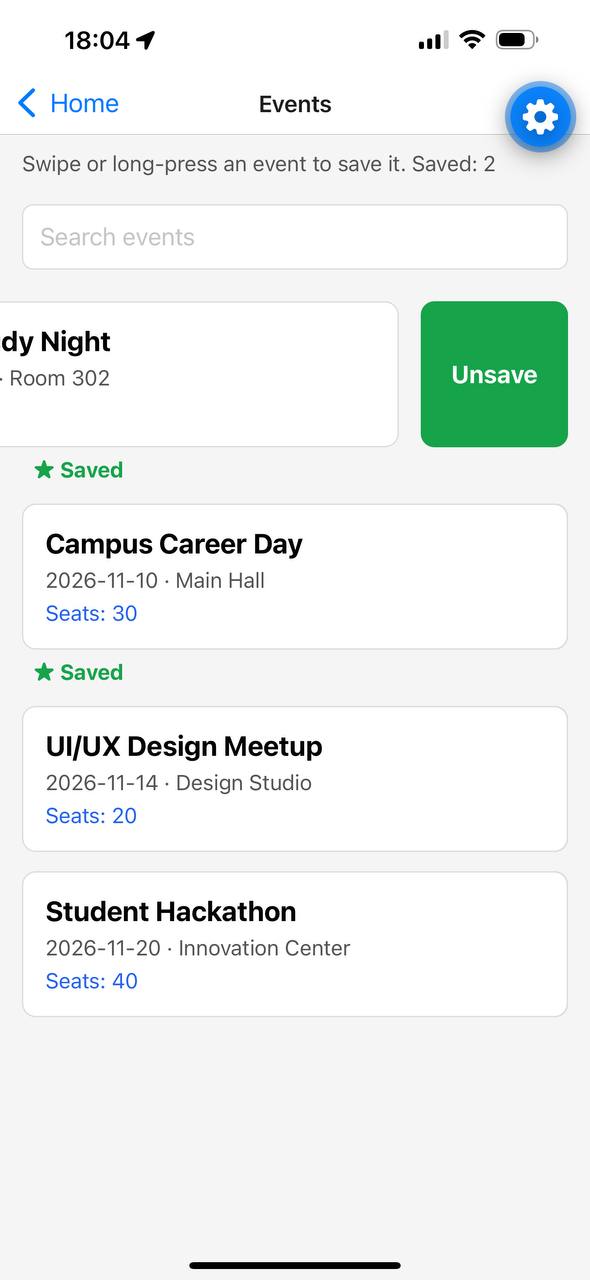 18:04
Home
Events
Swipe or long-press an event to save it. Saved: 2
Search events
dy Night
· Room 302
Unsave
★ Saved
Campus Career Day
2026-11-10 · Main Hall
Seats: 30
★ Saved
UI/UX Design Meetup
2026-11-14 · Design Studio
Seats: 20
Student Hackathon
2026-11-20 · Innovation Center
Seats: 40